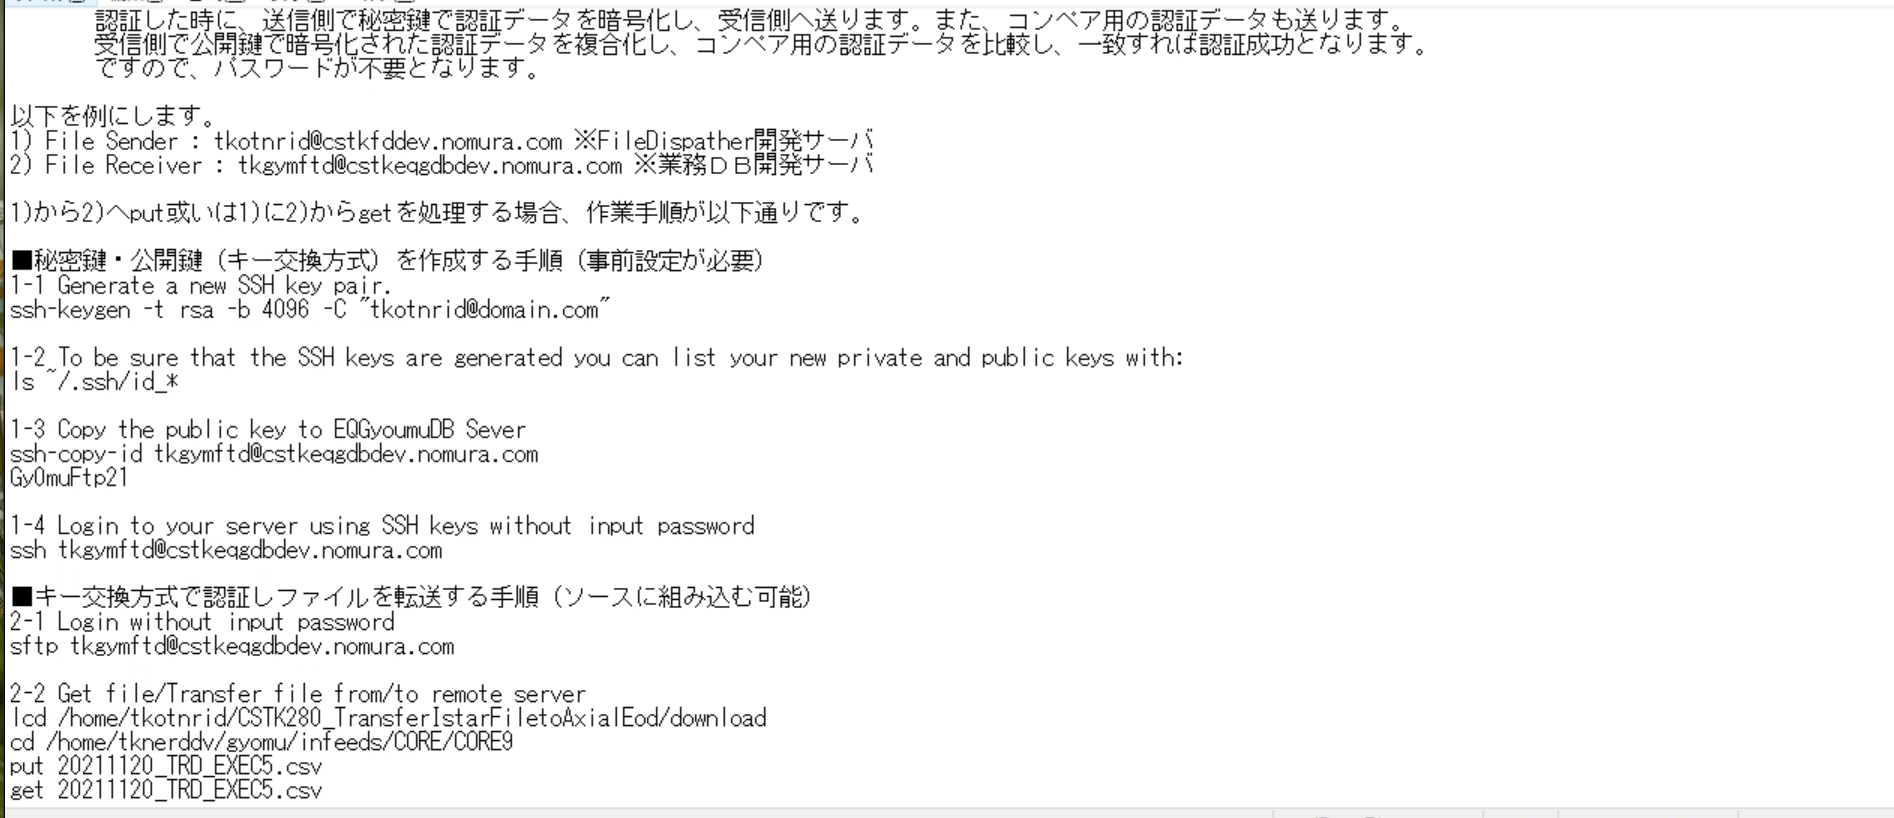 認証した時に、送信側で秘密鍵で認証データを暗号化し、受信側へ送ります。また、コンペア用の認証データも送ります。
受信側で公開鍵で暗号化された認証データを複合化し、コンペア用の認証データを比較し、一致すれば認証成功となります。
ですので、パスワードが不要となります。
以下を例にします。
1) File Sender : tkotnrid@cstkfddev.nomura.com ※FileDispather開発サーバ
2) File Receiver : tkgymftd@cstkeqgdbdev.nomura.com ※業務ＤＢ開発サーバ
1)から2)へput或いは1)に2)からgetを処理する場合、作業手順が以下通りです。
■秘密鍵・公開鍵（キー交換方式）を作成する手順（事前設定が必要）
1-1 Generate a new SSH key pair.
ssh-keygen -t rsa -b 4096 -C "tkotnrid@domain.com"
1-2 To be sure that the SSH keys are generated you can list your new private and public keys with:
ls ~/.ssh/id_*
1-3 Copy the public key to EQGyoumuDB Sever
ssh-copy-id tkgymftd@cstkeqgdbdev.nomura.com
Gy0muFtp21
1-4 Login to your server using SSH keys without input password
ssh tkgymftd@cstkeqgdbdev.nomura.com
■キー交換方式で認証しファイルを転送する手順（ソースに組み込む可能）
2-1 Login without input password
sftp tkgymftd@cstkeqgdbdev.nomura.com
2-2 Get file/Transfer file from/to remote server
lcd /home/tkotnrid/CSTK280_TransferIstarFiletoAxialEod/download
cd /home/tknerddv/gyomu/infeeds/CORE/CORE9
put 20211120_TRD_EXEC5.csv
get 20211120_TRD_EXEC5.csv